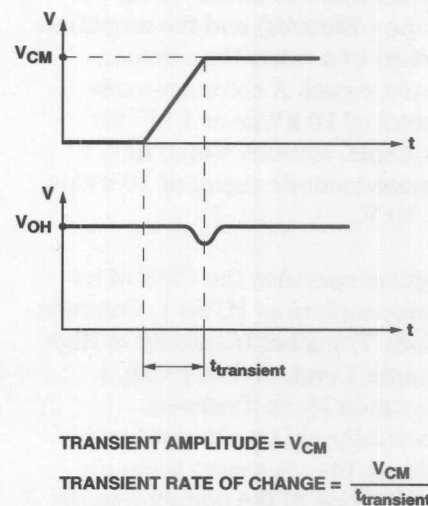 V
VCM
t
V
VOH
t
ttransient
TRANSIENT AMPLITUDE = VCM
TRANSIENT RATE OF CHANGE = VCM / ttransient